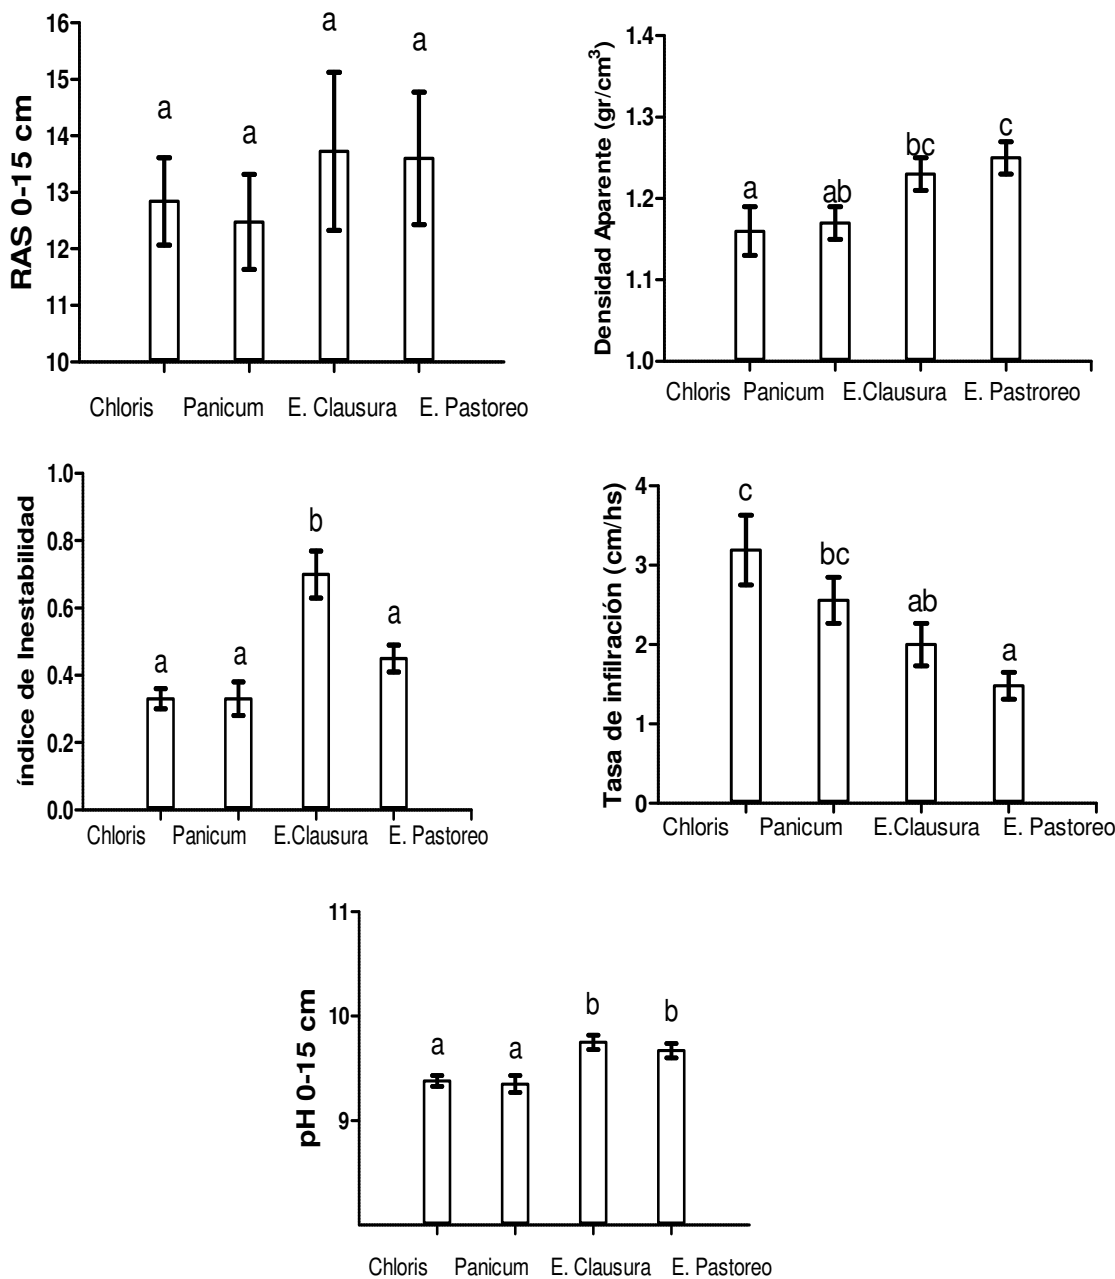 RAS 0-15 cm
16
15
14
13
12
11
10
a
a
a
a
Chloris Panicum E. Clausura E. Pastoreo
Densidad Aparente (gr/cm³)
1.4
1.3
1.2
1.1
1.0
a
ab
bc
c
Chloris Panicum E.Clausura E. Pastoreo
índice de Inestabilidad
1.0
0.8
0.6
0.4
0.2
0.0
a
a
b
a
Chloris Panicum E.Clausura E. Pastoreo
Tasa de infilración (cm/hs)
4
3
2
1
0
c
bc
ab
a
Chloris Panicum E.Clausura E. Pastoreo
pH 0-15 cm
11
10
9
a
a
b
b
Chloris Panicum E. Clausura E. Pastoreo